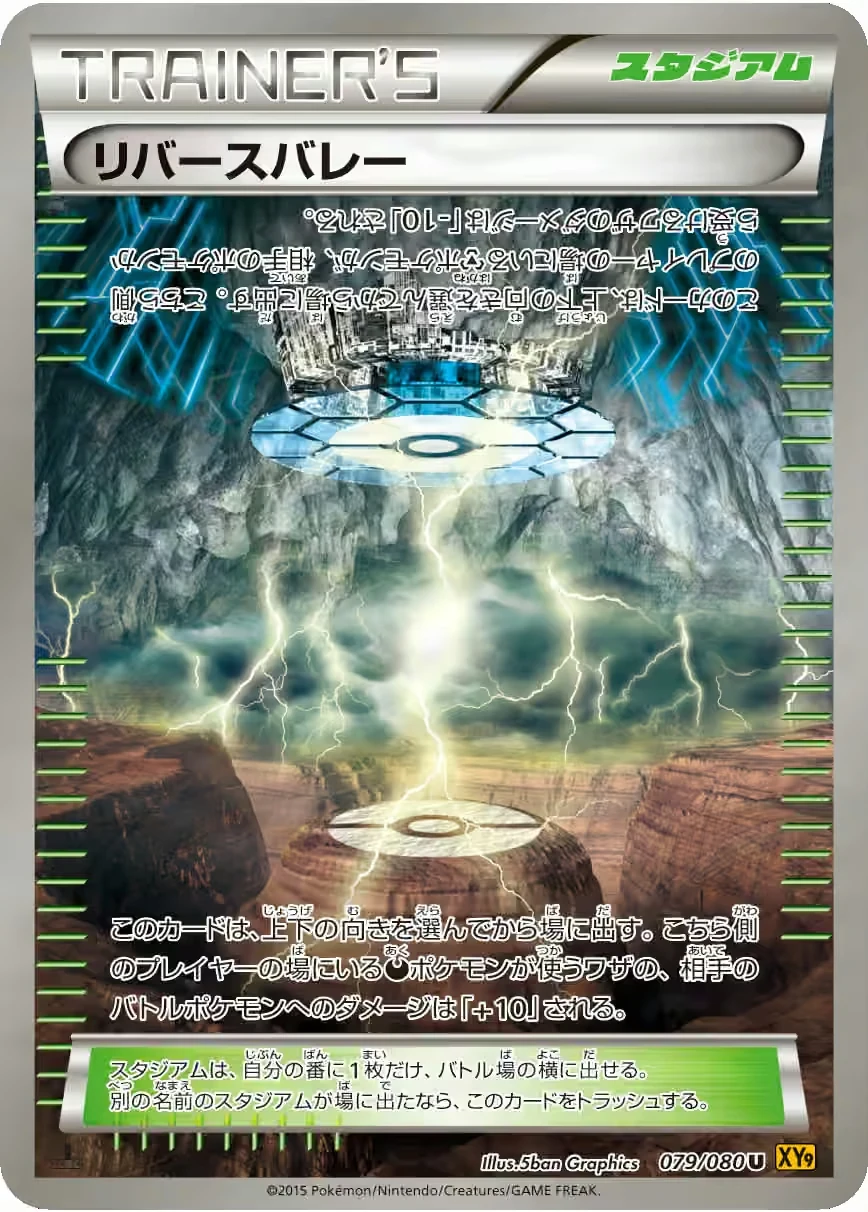 TRAINER'S
スタジアム
リバースバレー
このカードは、上下の向きを選んでから場に出す。こちら側
のプレイヤーの場にいるポケモンが、相手のポケモンか
ら受けるワザのダメージは「-10」される。
このカードは、上下の向きを選んでから場に出す。こちら側
のプレイヤーの場にいるポケモンが使うワザの、相手の
バトルポケモンへのダメージは「+10」される。
スタジアムは、自分の番に1枚だけ、バトル場の横に出せる。
別の名前のスタジアムが場に出たなら、このカードをトラッシュする。
Illus.5ban Graphics 079/080 U XY9
©2015 Pokémon/Nintendo/Creatures/GAME FREAK.